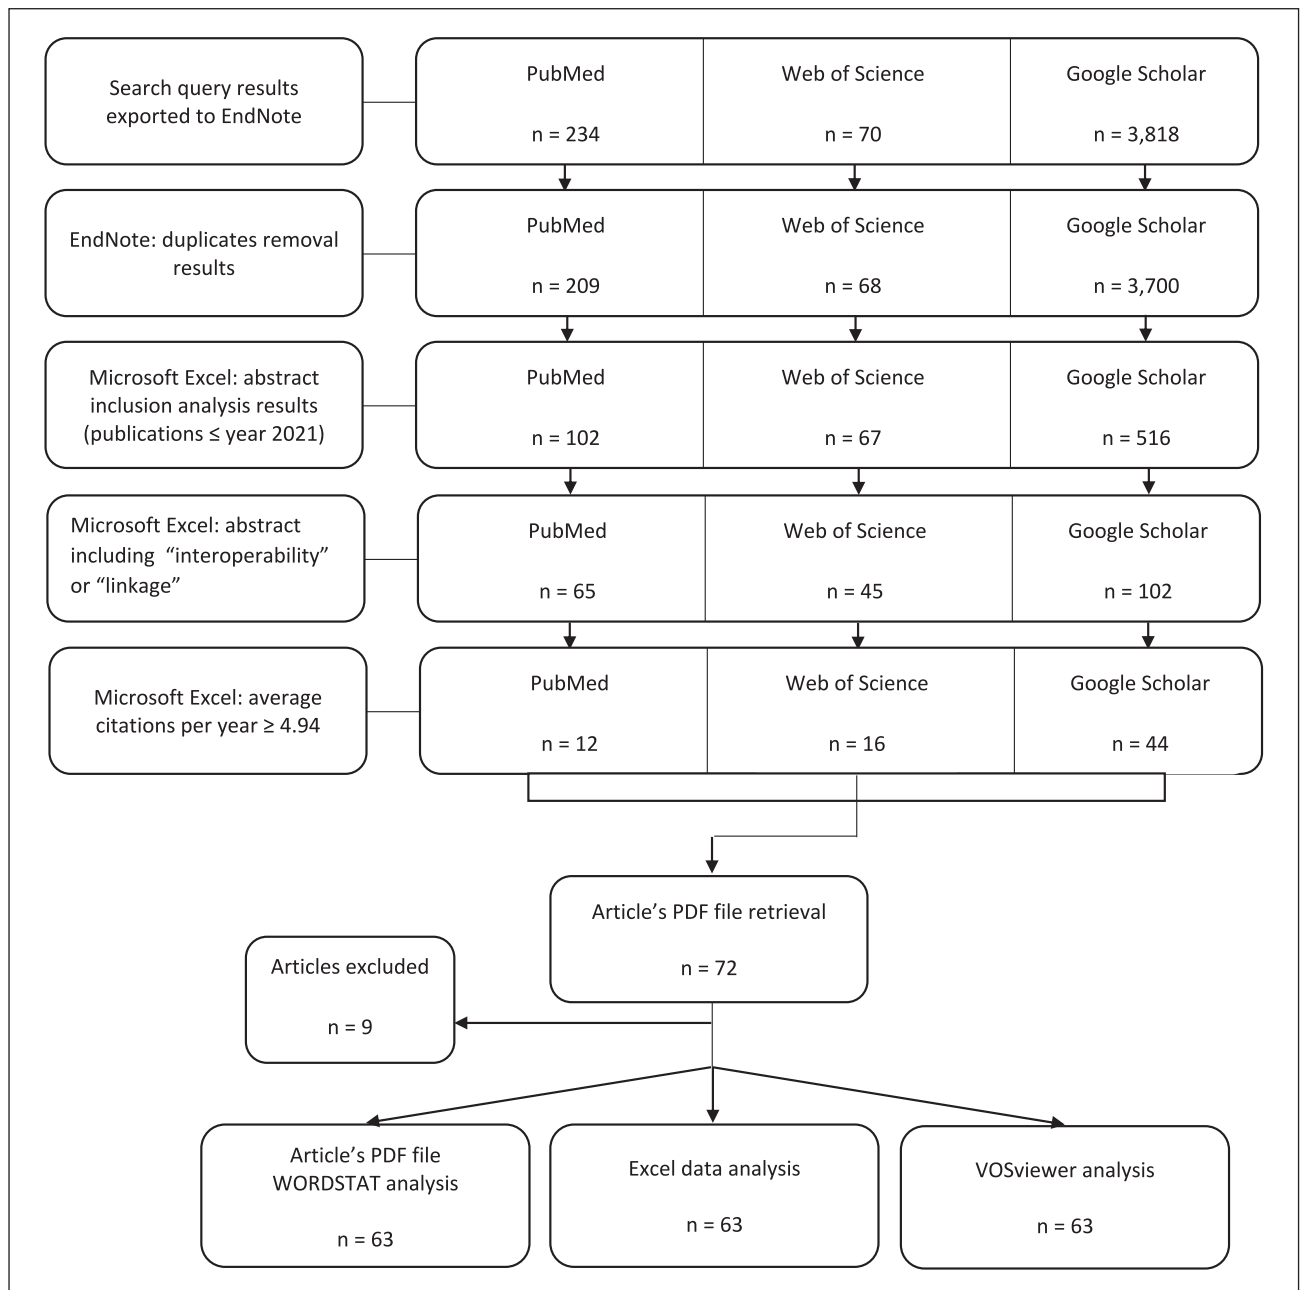 Search query results
exported to EndNote
PubMed
n = 234
Web of Science
n = 70
Google Scholar
n = 3,818
EndNote: duplicates removal
results
PubMed
n = 209
Web of Science
n = 68
Google Scholar
n = 3,700
Microsoft Excel: abstract
inclusion analysis results
(publications ≤ year 2021)
PubMed
n = 102
Web of Science
n = 67
Google Scholar
n = 516
Microsoft Excel: abstract
including “interoperability”
or “linkage”
PubMed
n = 65
Web of Science
n = 45
Google Scholar
n = 102
Microsoft Excel: average
citations per year ≥ 4.94
PubMed
n = 12
Web of Science
n = 16
Google Scholar
n = 44
Article’s PDF file retrieval
n = 72
Articles excluded
n = 9
Article’s PDF file
WORDSTAT analysis
n = 63
Excel data analysis
n = 63
VOSviewer analysis
n = 63